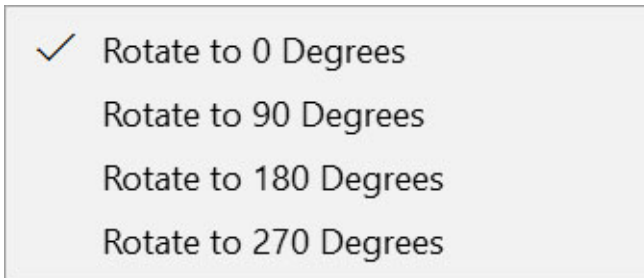 Rotate to 0 Degrees
Rotate to 90 Degrees
Rotate to 180 Degrees
Rotate to 270 Degrees